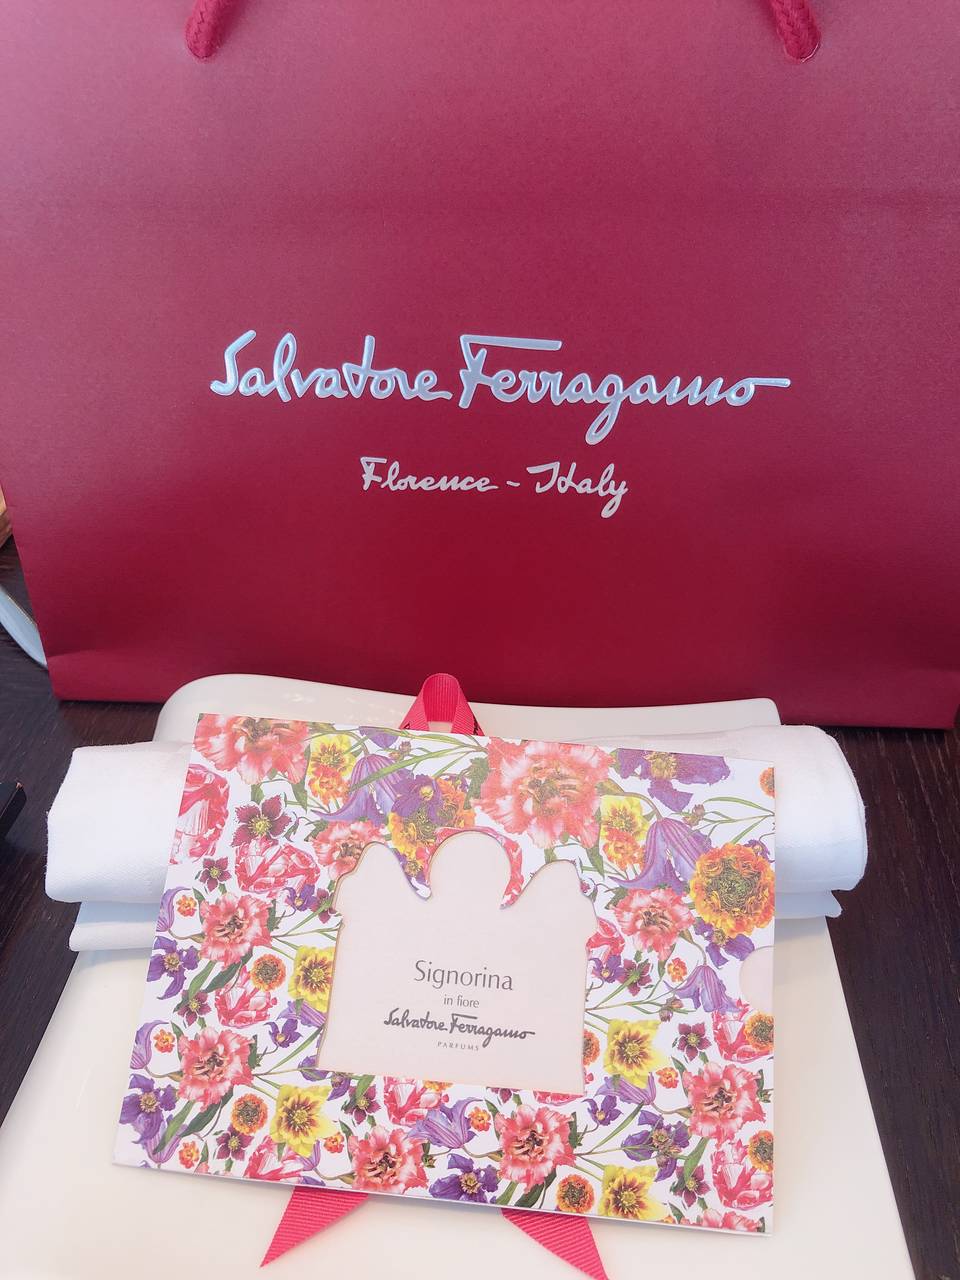 Salvatore Ferragamo
Florence - Italy
Signorina
in fiore
Salvatore Ferragamo
PARFUMS